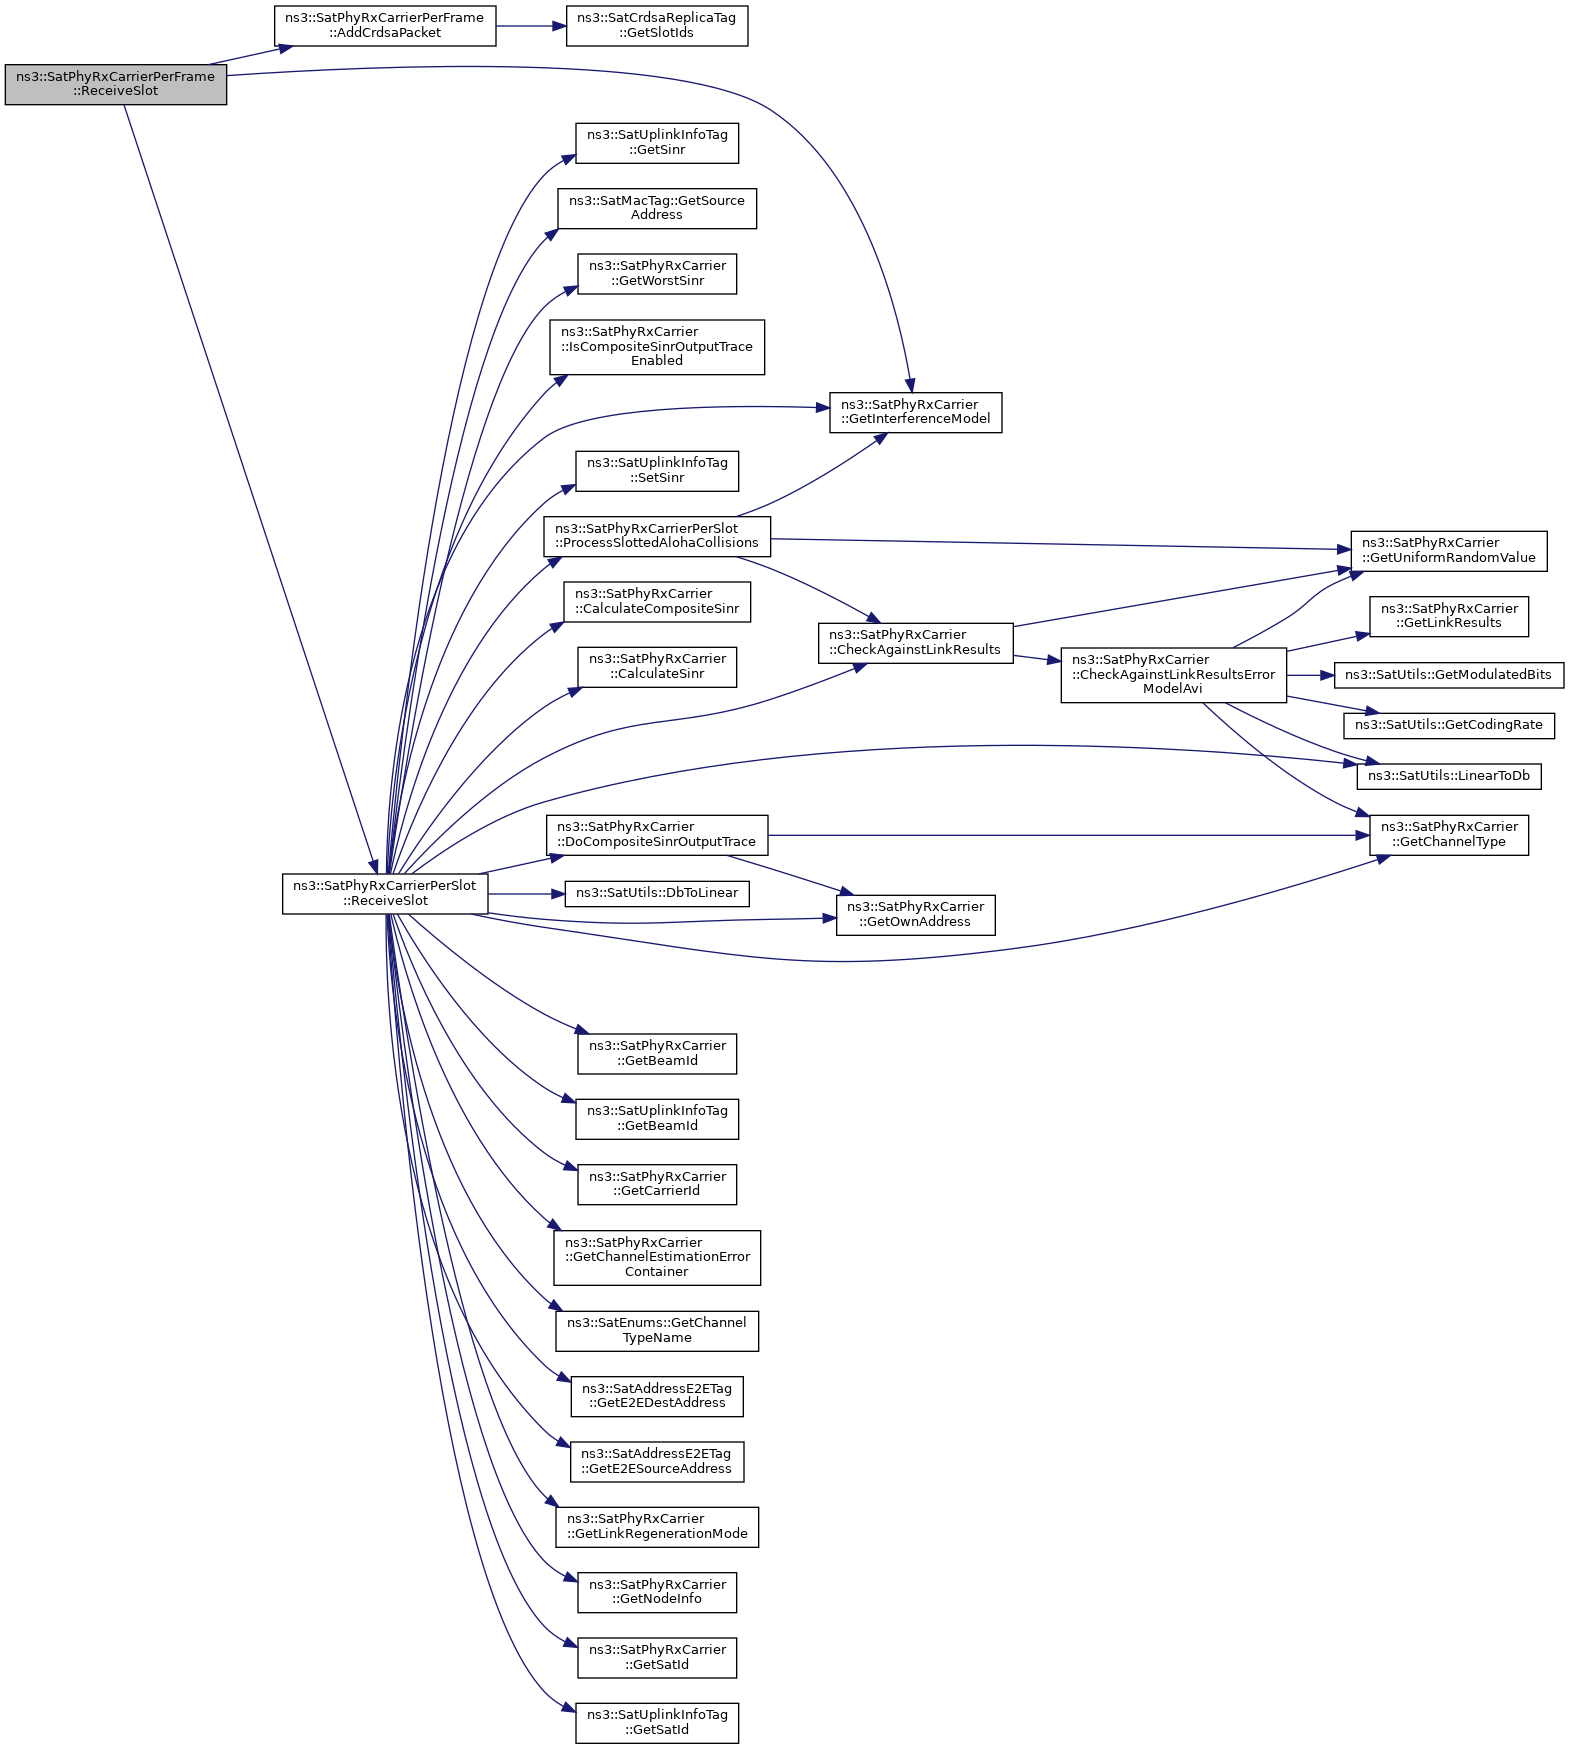 ns3::SatPhyRxCarrierPerFrame
::AddCrdsaPacket
ns3::SatCrdsaReplicaTag
::GetSlotIds
ns3::SatPhyRxCarrierPerFrame
::ReceiveSlot
ns3::SatUplinkInfoTag
::GetSinr
ns3::SatMacTag::GetSource
Address
ns3::SatPhyRxCarrier
::GetWorstSinr
ns3::SatPhyRxCarrier
::IsCompositeSinrOutputTrace
Enabled
ns3::SatPhyRxCarrier
::GetInterferenceModel
ns3::SatUplinkInfoTag
::SetSinr
ns3::SatPhyRxCarrierPerSlot
::ProcessSlottedAlohaCollisions
ns3::SatPhyRxCarrier
::GetUniformRandomValue
ns3::SatPhyRxCarrier
::CalculateCompositeSinr
ns3::SatPhyRxCarrier
::GetLinkResults
ns3::SatPhyRxCarrier
::CheckAgainstLinkResults
ns3::SatPhyRxCarrier
::CalculateSinr
ns3::SatPhyRxCarrier
::CheckAgainstLinkResultsError
ModelAvi
ns3::SatUtils::GetModulatedBits
ns3::SatUtils::GetCodingRate
ns3::SatUtils::LinearToDb
ns3::SatPhyRxCarrier
::DoCompositeSinrOutputTrace
ns3::SatPhyRxCarrier
::GetChannelType
ns3::SatPhyRxCarrierPerSlot
::ReceiveSlot
ns3::SatUtils::DbToLinear
ns3::SatPhyRxCarrier
::GetOwnAddress
ns3::SatPhyRxCarrier
::GetBeamId
ns3::SatUplinkInfoTag
::GetBeamId
ns3::SatPhyRxCarrier
::GetCarrierId
ns3::SatPhyRxCarrier
::GetChannelEstimationError
Container
ns3::SatEnums::GetChannel
TypeName
ns3::SatAddressE2ETag
::GetE2EDestAddress
ns3::SatAddressE2ETag
::GetE2ESourceAddress
ns3::SatPhyRxCarrier
::GetLinkRegenerationMode
ns3::SatPhyRxCarrier
::GetNodeInfo
ns3::SatPhyRxCarrier
::GetSatId
ns3::SatUplinkInfoTag
::GetSatId